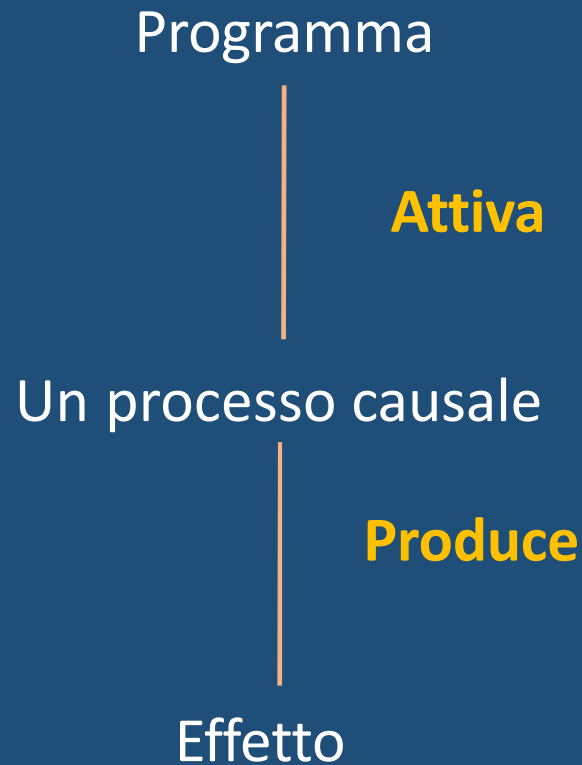 Programma
Attiva
Un processo causale
Produce
Effetto